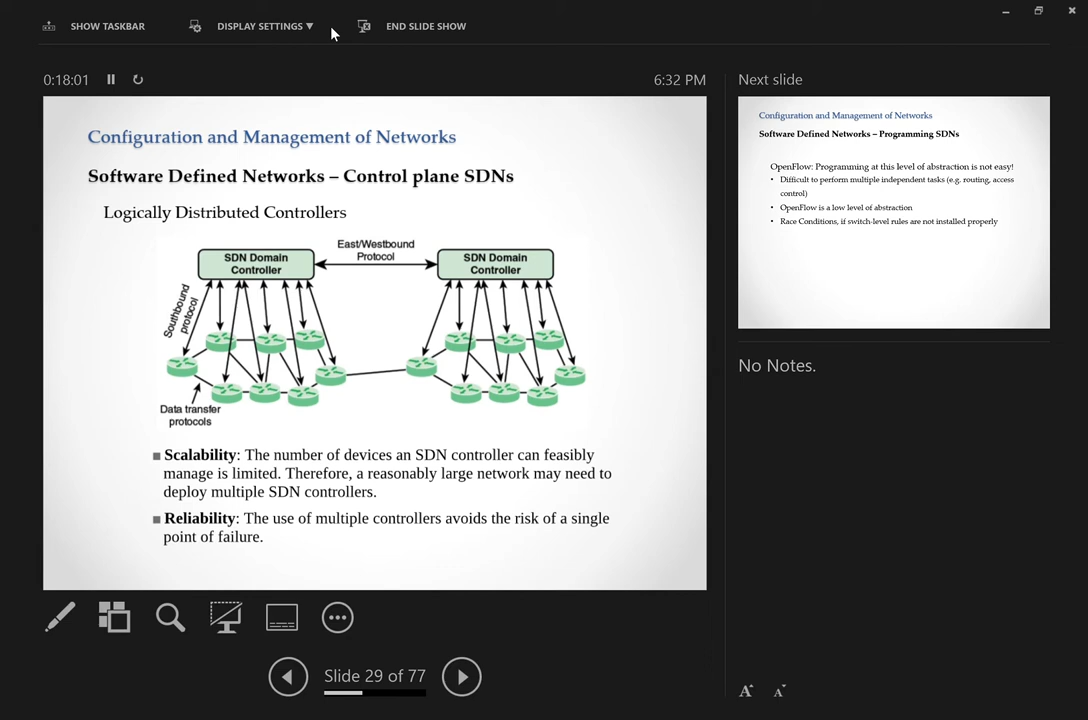 SHOW TASKBAR
DISPLAY SETTINGS ▼
END SLIDE SHOW
0:18:01
6:32 PM
Configuration and Management of Networks
Software Defined Networks – Control plane SDNs
Logically Distributed Controllers
East/Westbound
Protocol
SDN Domain
Controller
SDN Domain
Controller
Southbound
protocol
Data transfer
protocols
■ Scalability: The number of devices an SDN controller can feasibly
manage is limited. Therefore, a reasonably large network may need to
deploy multiple SDN controllers.
■ Reliability: The use of multiple controllers avoids the risk of a single
point of failure.
Slide 29 of 77
Next slide
Configuration and Management of Networks
Software Defined Networks – Programming SDNs
OpenFlow: Programming at this level of abstraction is not easy!
• Difficult to perform multiple independent tasks (e.g. routing, access
control)
• OpenFlow is a low level of abstraction
• Race Conditions, if switch-level rules are not installed properly
No Notes.
A A